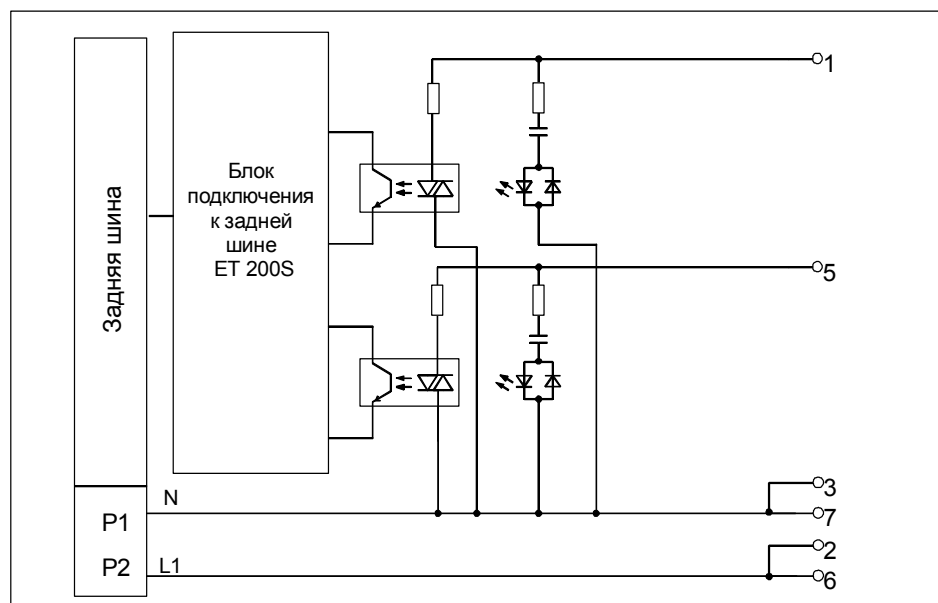 Задняя шина
Блок
подключения
к задней
шине
ET 200S
1
5
N
3
P1
7
2
P2
L1
6